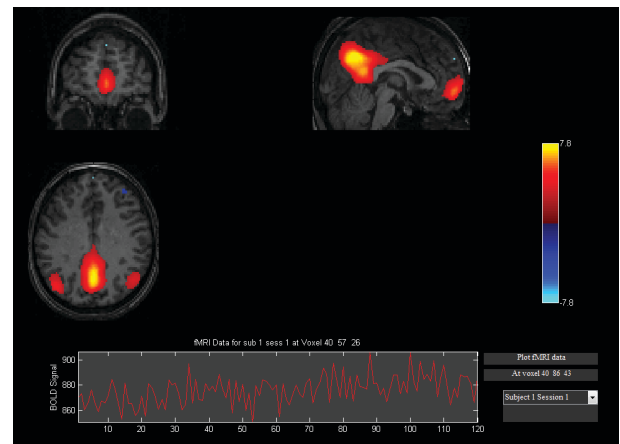 7.8
-7.8
fMRI Data for sub 1 sess 1 at Voxel 40 57 26
BOLD Signal
900
880
860
10 20 30 40 50 60 70 80 90 100 110 120
Plot fMRI data
At voxel 40 86 43
Subject 1 Session 1